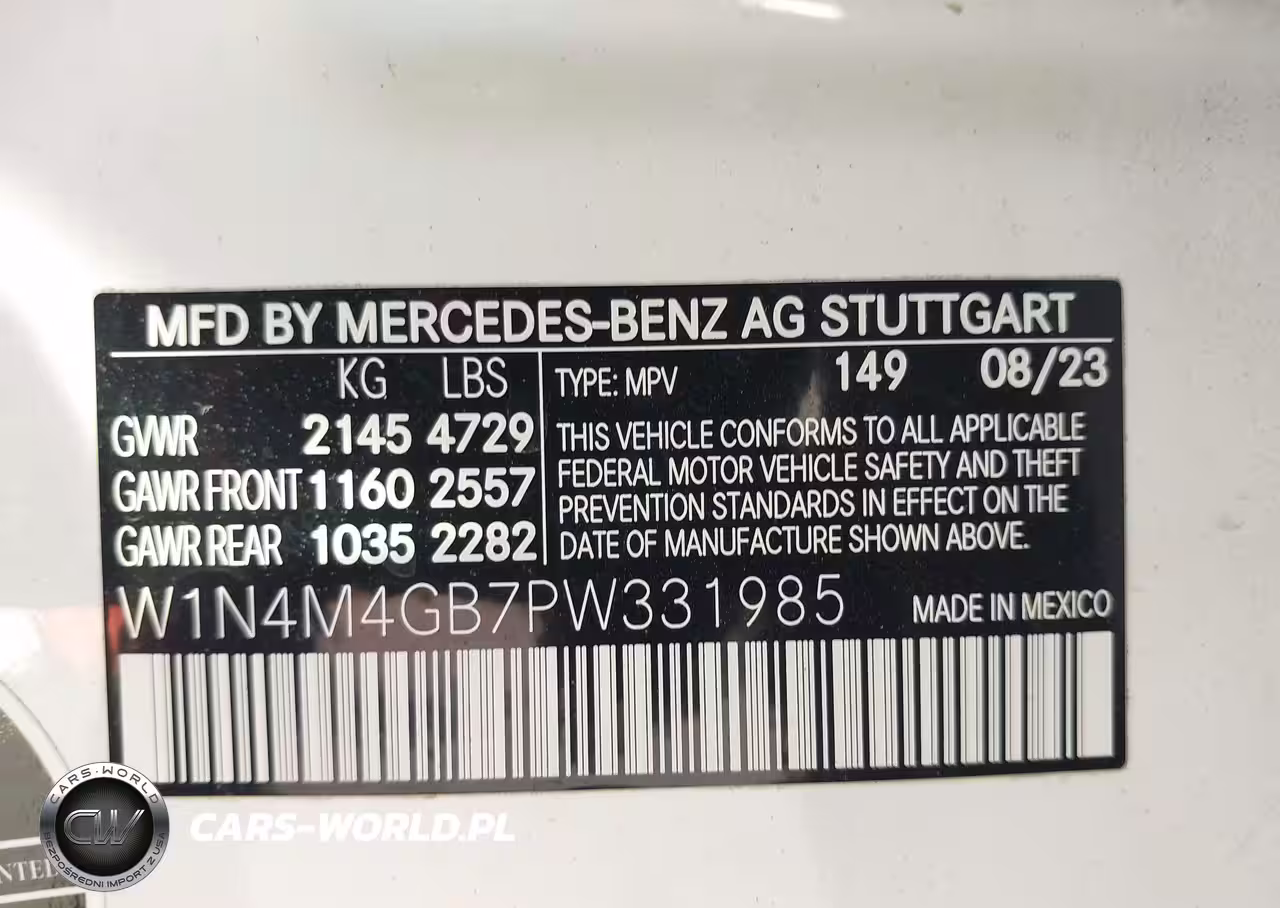 MFD BY MERCEDES-BENZ AG STUTTGART
KG LBS
GVWR 2145 4729
GAWR FRONT 1160 2557
GAWR REAR 1035 2282
TYPE: MPV 149 08/23
THIS VEHICLE CONFORMS TO ALL APPLICABLE
FEDERAL MOTOR VEHICLE SAFETY AND THEFT
PREVENTION STANDARDS IN EFFECT ON THE
DATE OF MANUFACTURE SHOWN ABOVE.
W1N4M4GB7PW331985 MADE IN MEXICO
CARS-WORLD
CW
BEZPOŚREDNI IMPORT Z USA
CARS-WORLD.PL